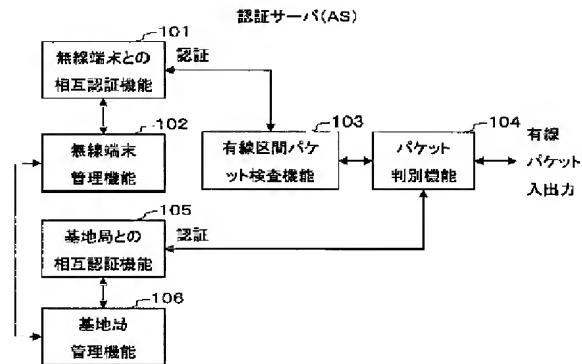 認証サーバ(AS)
101
無線端末との
相互認証機能
認証
102
無線端末
管理機能
103
有線区間パケ
ット検査機能
104
パケット
判別機能
有線
パケット
入出力
105
基地局との
相互認証機能
認証
106
基地局
管理機能